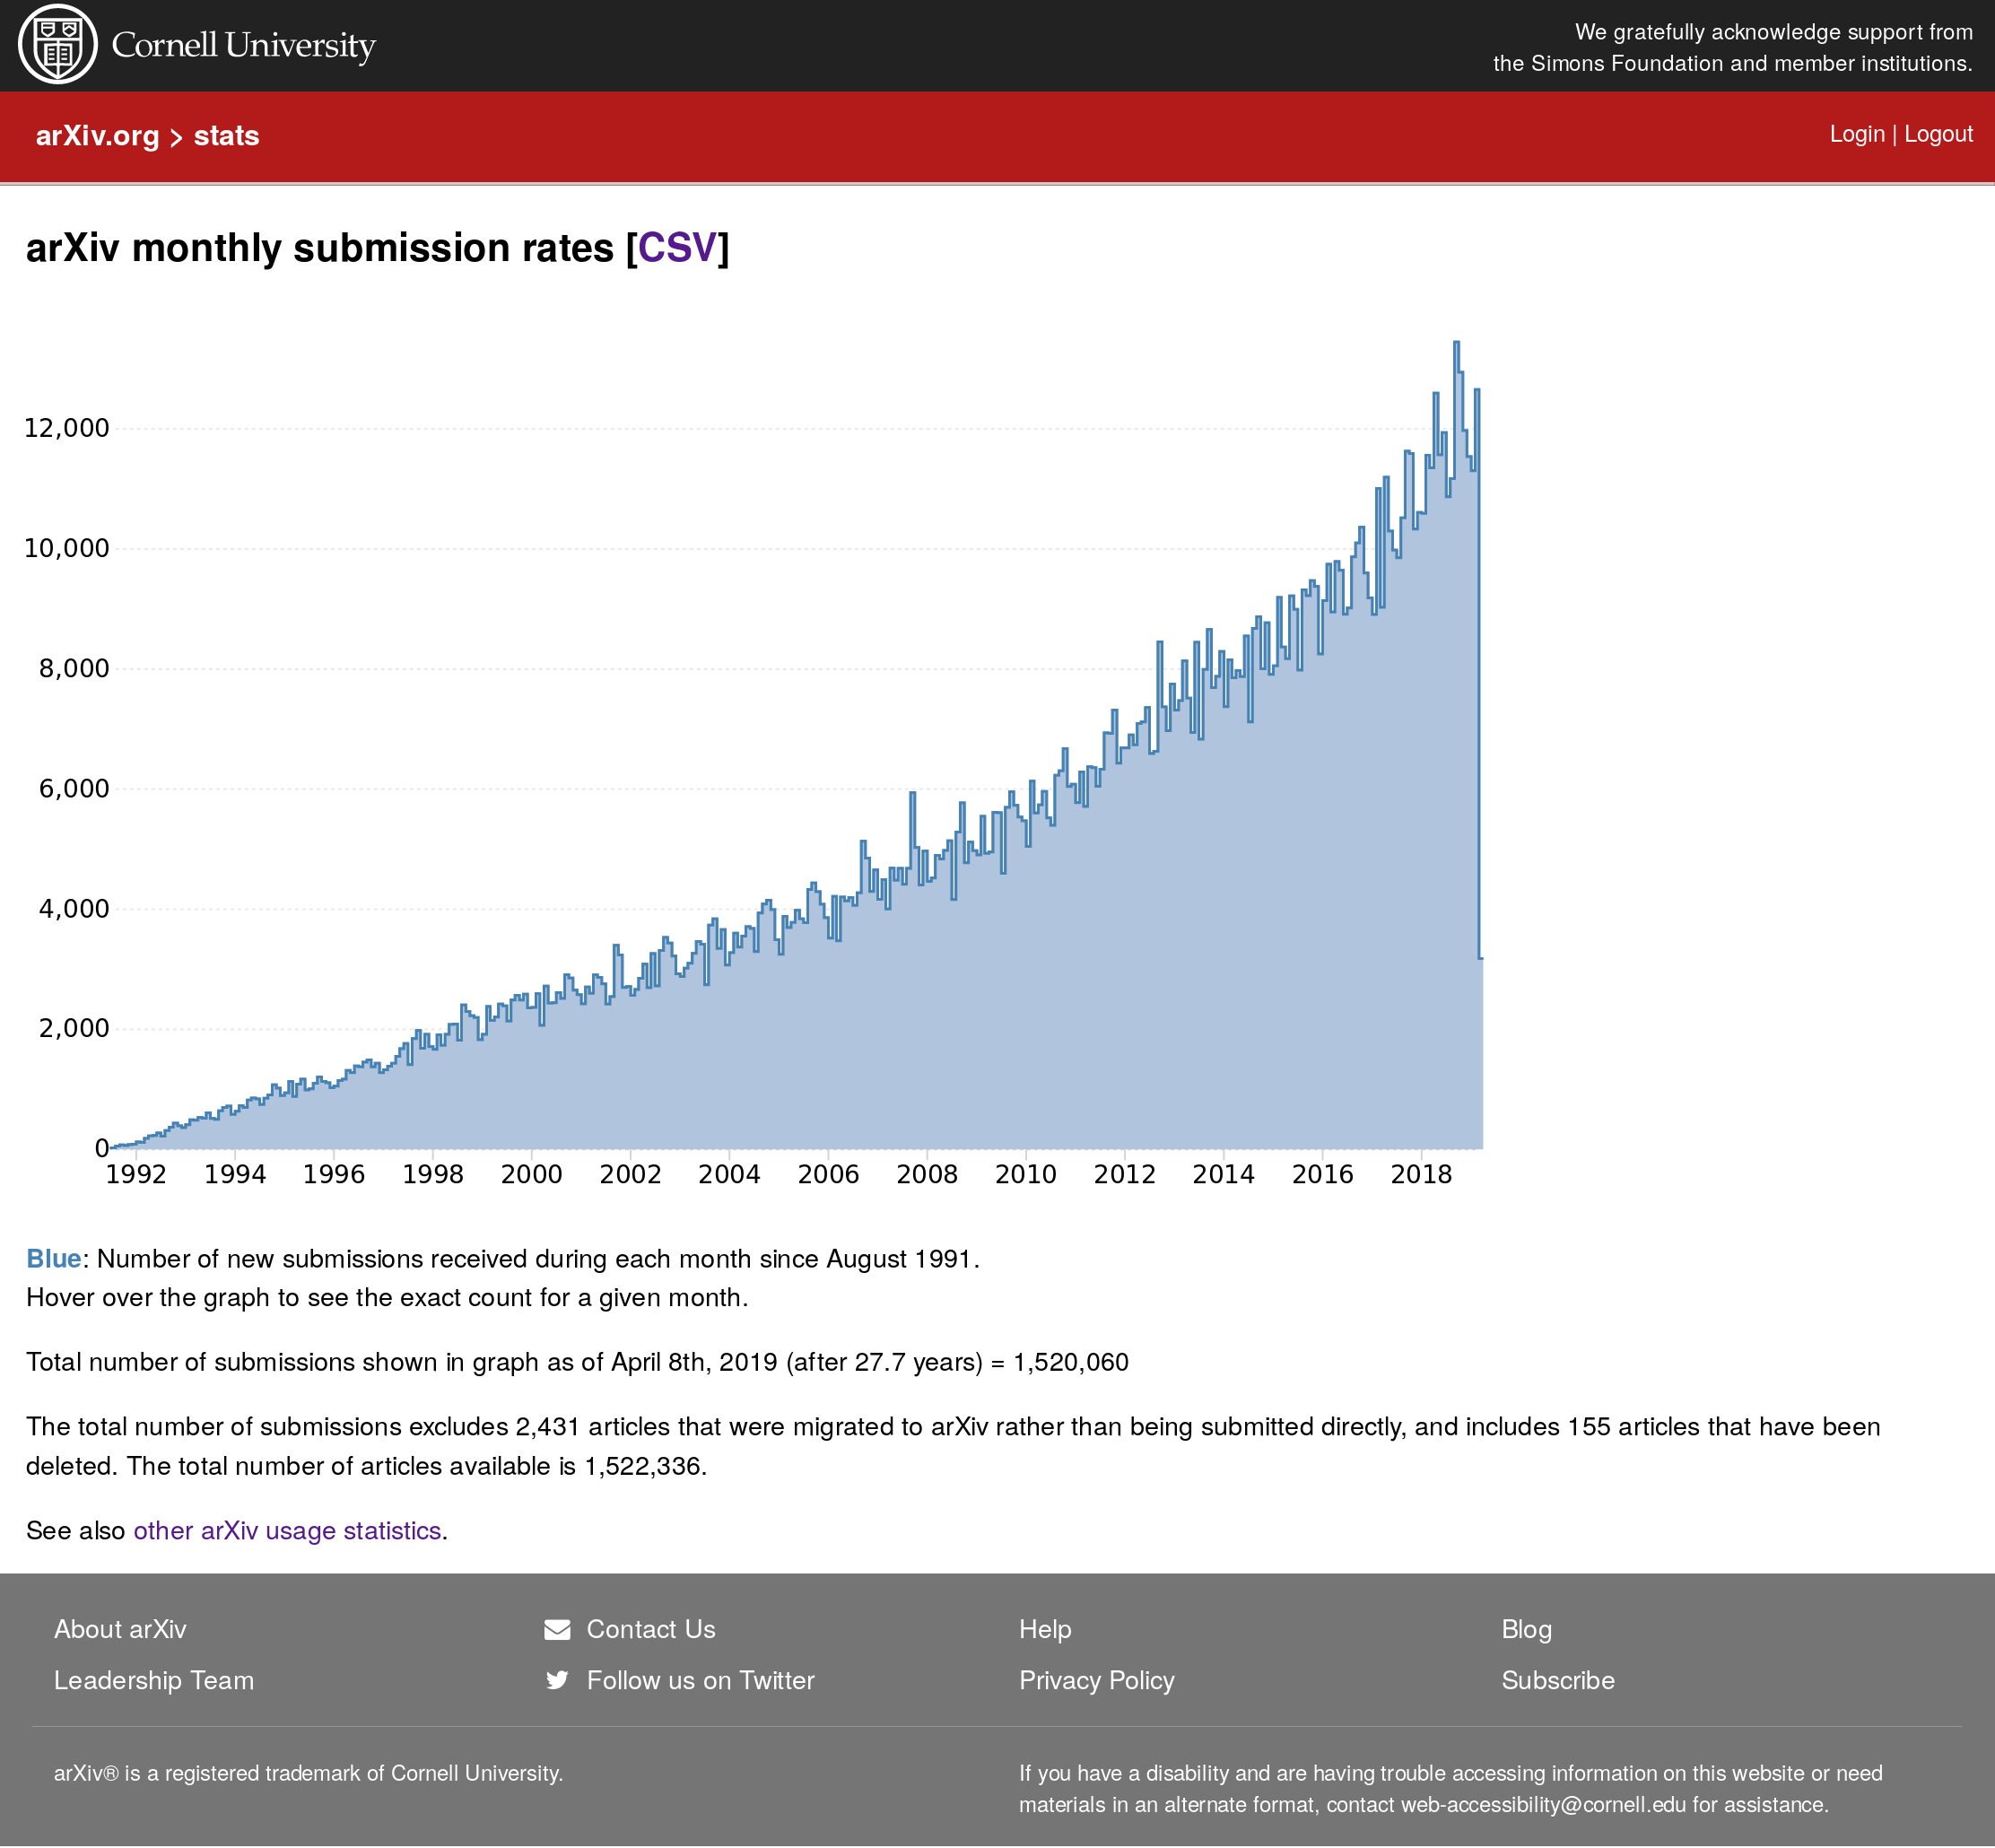 Cornell University
We gratefully acknowledge support from
the Simons Foundation and member institutions.
arXiv.org > stats
Login | Logout
arXiv monthly submission rates [CSV]
12,000
10,000
8,000
6,000
4,000
2,000
0
1992 1994 1996 1998 2000 2002 2004 2006 2008 2010 2012 2014 2016 2018
Blue: Number of new submissions received during each month since August 1991.
Hover over the graph to see the exact count for a given month.
Total number of submissions shown in graph as of April 8th, 2019 (after 27.7 years) = 1,520,060
The total number of submissions excludes 2,431 articles that were migrated to arXiv rather than being submitted directly, and includes 155 articles that have been
deleted. The total number of articles available is 1,522,336.
See also other arXiv usage statistics.
About arXiv
Leadership Team
Contact Us
Follow us on Twitter
Help
Privacy Policy
Blog
Subscribe
arXiv® is a registered trademark of Cornell University.
If you have a disability and are having trouble accessing information on this website or need
materials in an alternate format, contact web-accessibility@cornell.edu for assistance.